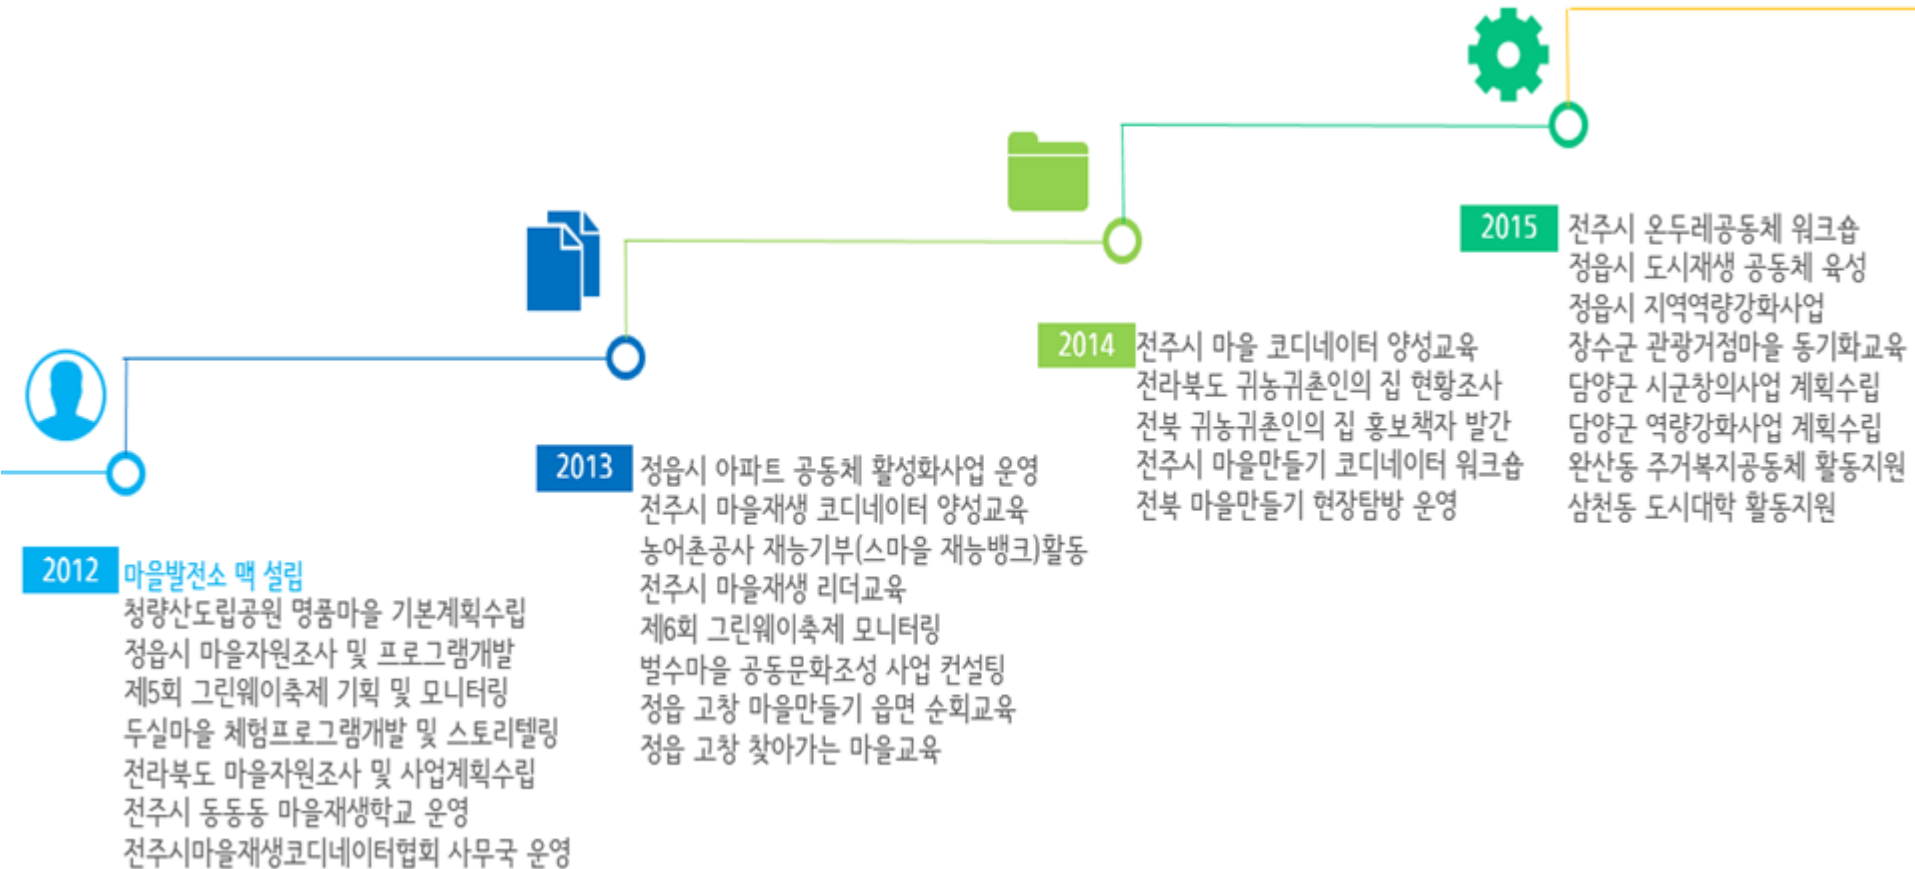 2012
마을발전소 맥 설립
청량산도립공원 명품마을 기본계획수립
정읍시 마을자원조사 및 프로그램개발
제5회 그린웨이축제 기획 및 모니터링
두실마을 체험프로그램개발 및 스토리텔링
전라북도 마을자원조사 및 사업계획수립
전주시 동동동 마을재생학교 운영
전주시마을재생코디네이터협회 사무국 운영
2013
정읍시 아파트 공동체 활성화사업 운영
전주시 마을재생 코디네이터 양성교육
농어촌공사 재능기부(스마을 재능뱅크)활동
전주시 마을재생 리더교육
제6회 그린웨이축제 모니터링
벌수마을 공동문화조성 사업 컨설팅
정읍 고창 마을만들기 읍면 순회교육
정읍 고창 찾아가는 마을교육
2014
전주시 마을 코디네이터 양성교육
전라북도 귀농귀촌인의 집 현황조사
전북 귀농귀촌인의 집 홍보책자 발간
전주시 마을만들기 코디네이터 워크숍
전북 마을만들기 현장탐방 운영
2015
전주시 온두레공동체 워크숍
정읍시 도시재생 공동체 육성
정읍시 지역역량강화사업
장수군 관광거점마을 동기화교육
담양군 시군창의사업 계획수립
담양군 역량강화사업 계획수립
완산동 주거복지공동체 활동지원
삼천동 도시대학 활동지원